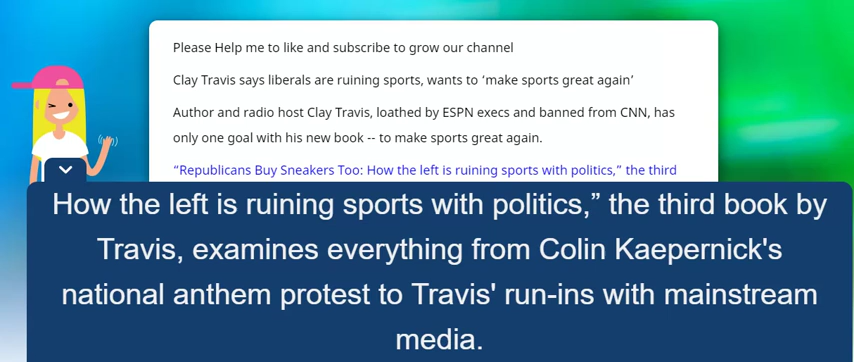 Please Help me to like and subscribe to grow our channel
Clay Travis says liberals are ruining sports, wants to ‘make sports great again’
Author and radio host Clay Travis, loathed by ESPN execs and banned from CNN, has
only one goal with his new book -- to make sports great again.
“Republicans Buy Sneakers Too: How the left is ruining sports with politics,” the third
How the left is ruining sports with politics,” the third book by
Travis, examines everything from Colin Kaepernick's
national anthem protest to Travis' run-ins with mainstream
media.